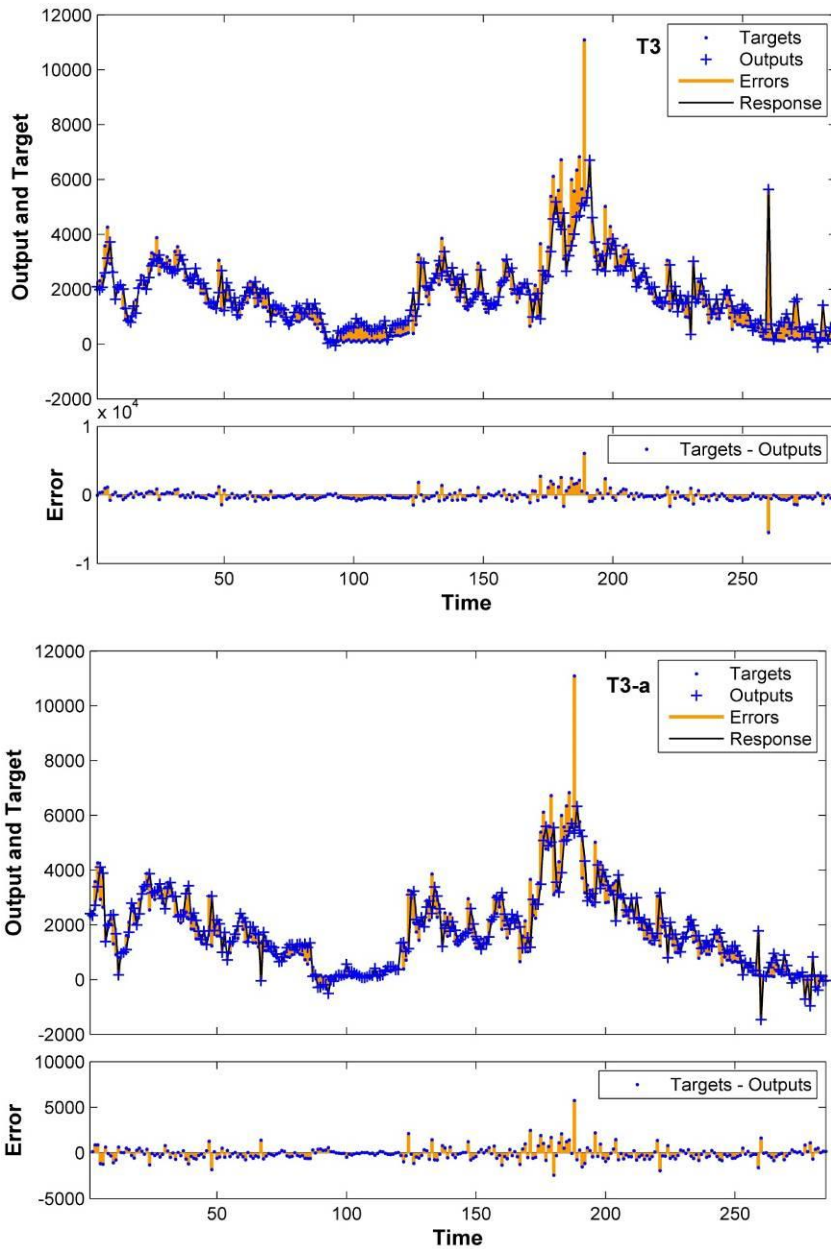 12000
10000
8000
6000
4000
2000
0
-2000
Output and Target
T3
Targets
Outputs
Errors
Response
x 10^4
1
0
-1
Error
Targets - Outputs
50
100
150
200
250
Time
12000
10000
8000
6000
4000
2000
0
-2000
Output and Target
T3-a
Targets
Outputs
Errors
Response
10000
5000
0
-5000
Error
Targets - Outputs
50
100
150
200
250
Time